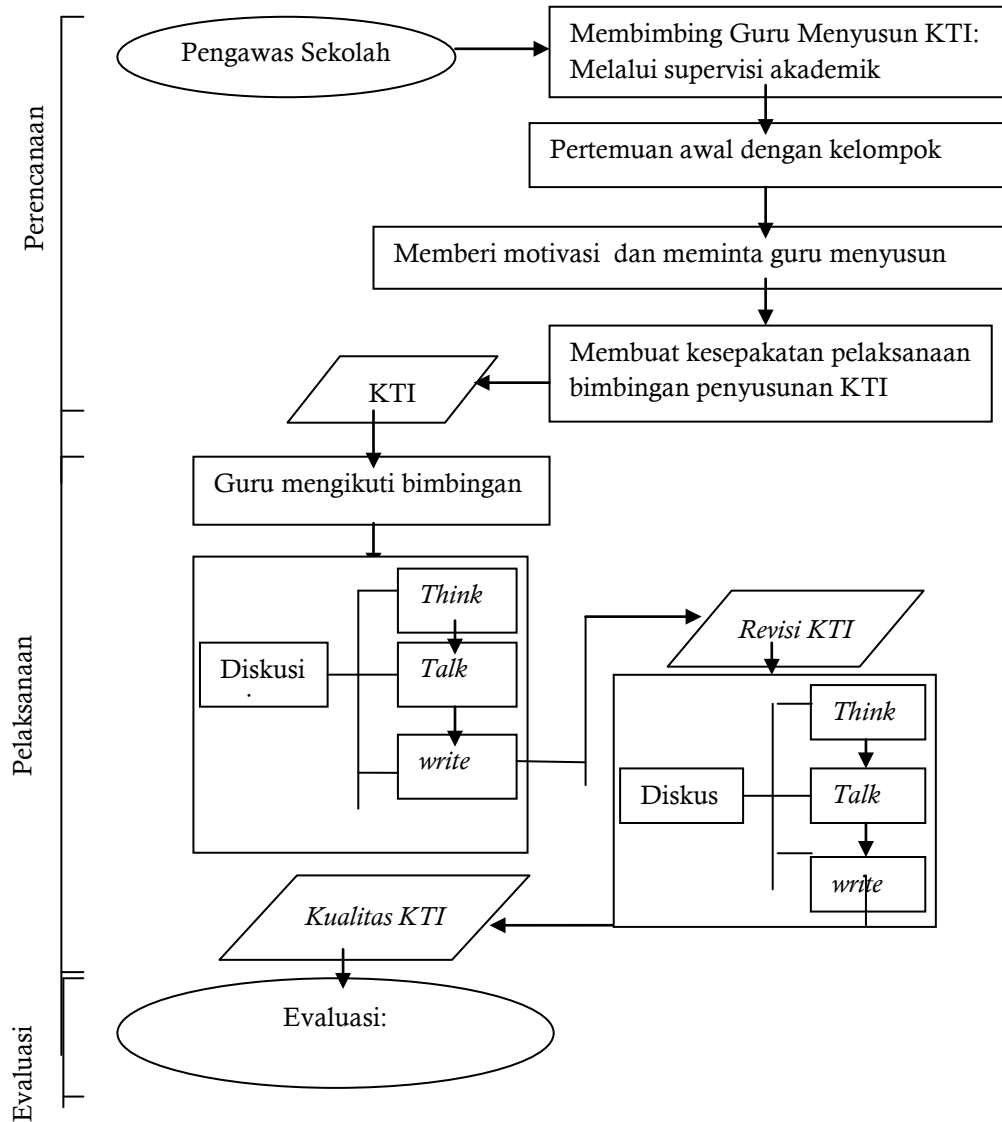 Perencanaan
Pengawas Sekolah
Membimbing Guru Menyusun KTI:
Melalui supervisi akademik
Pertemuan awal dengan kelompok
Memberi motivasi dan meminta guru menyusun
Membuat kesepakatan pelaksanaan
bimbingan penyusunan KTI
KTI
Pelaksanaan
Guru mengikuti bimbingan
Diskusi
.
Think
Talk
write
Revisi KTI
Diskus
Think
Talk
write
Kualitas KTI
Evaluasi
Evaluasi: